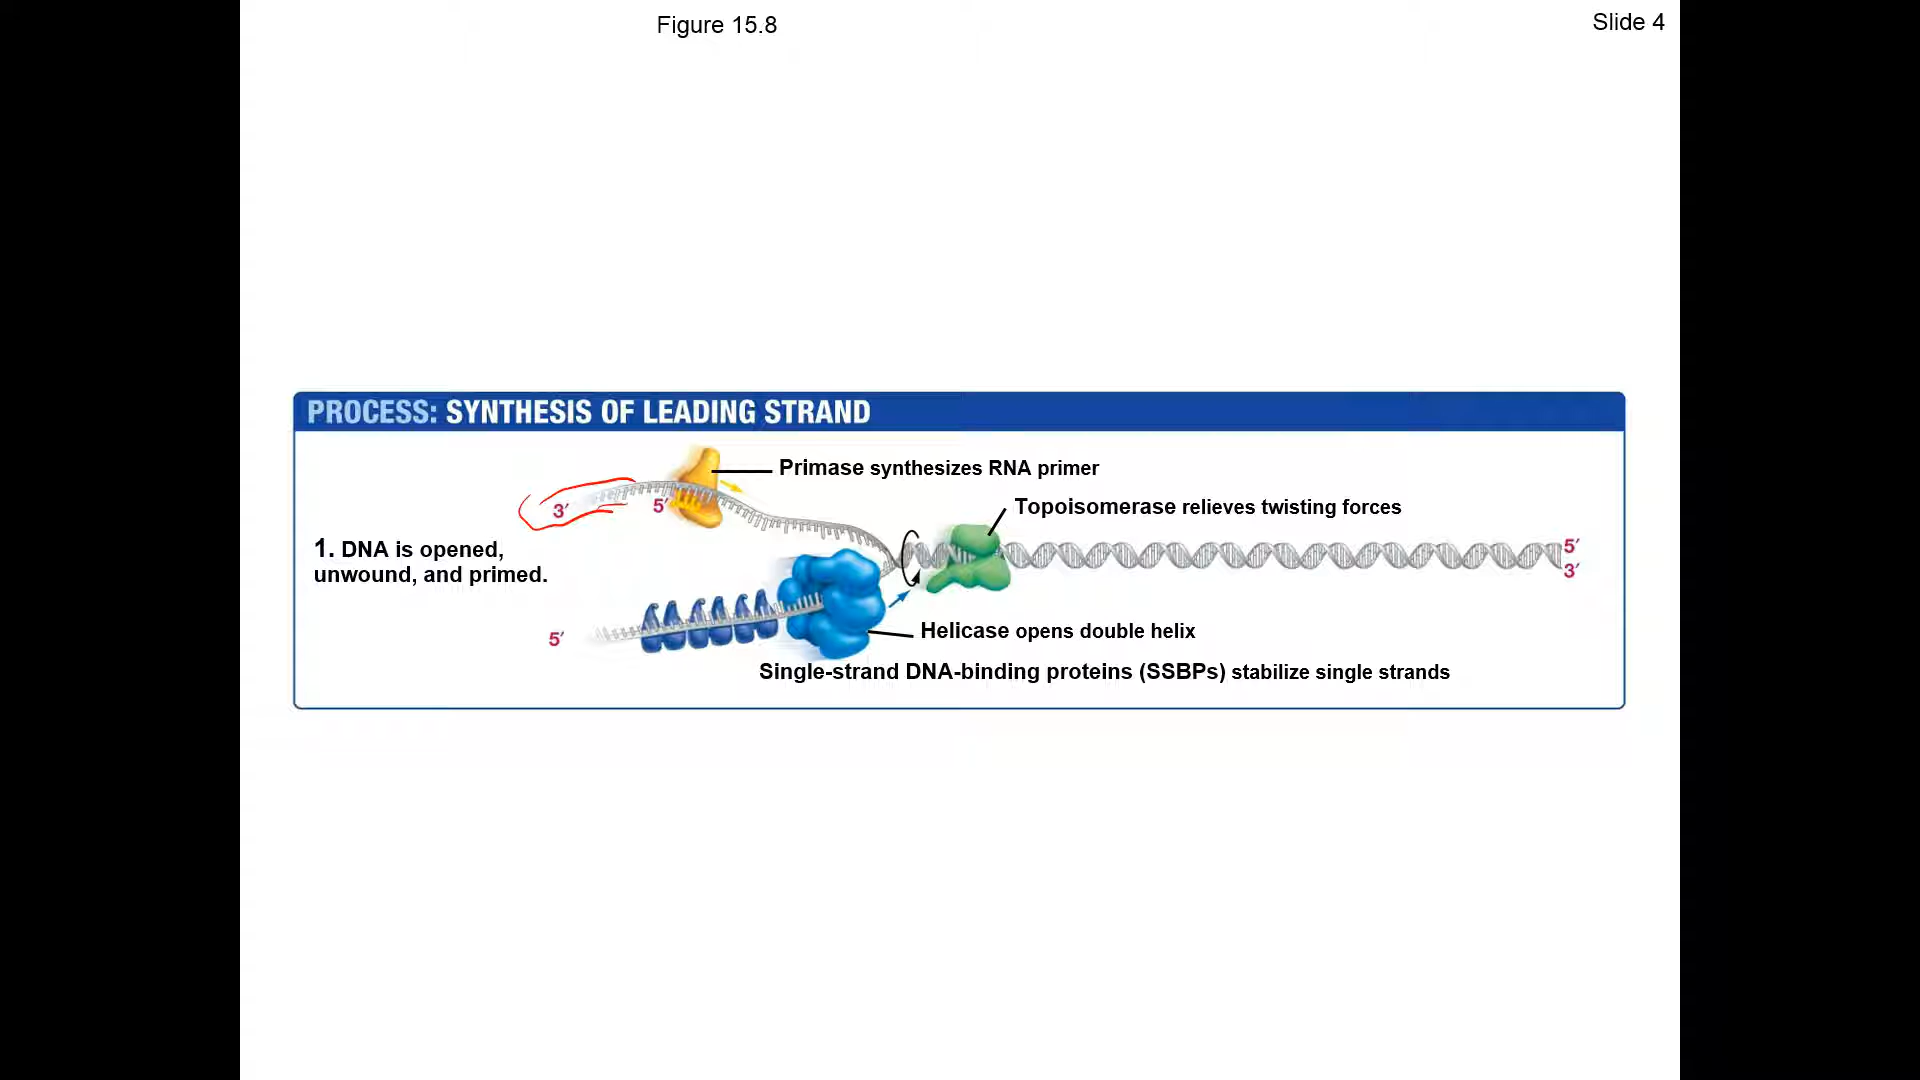 Figure 15.8
Slide 4
PROCESS: SYNTHESIS OF LEADING STRAND
Primase synthesizes RNA primer
3′
5′
Topoisomerase relieves twisting forces
1. DNA is opened,
unwound, and primed.
5′
3′
5′
Helicase opens double helix
Single-strand DNA-binding proteins (SSBPs) stabilize single strands